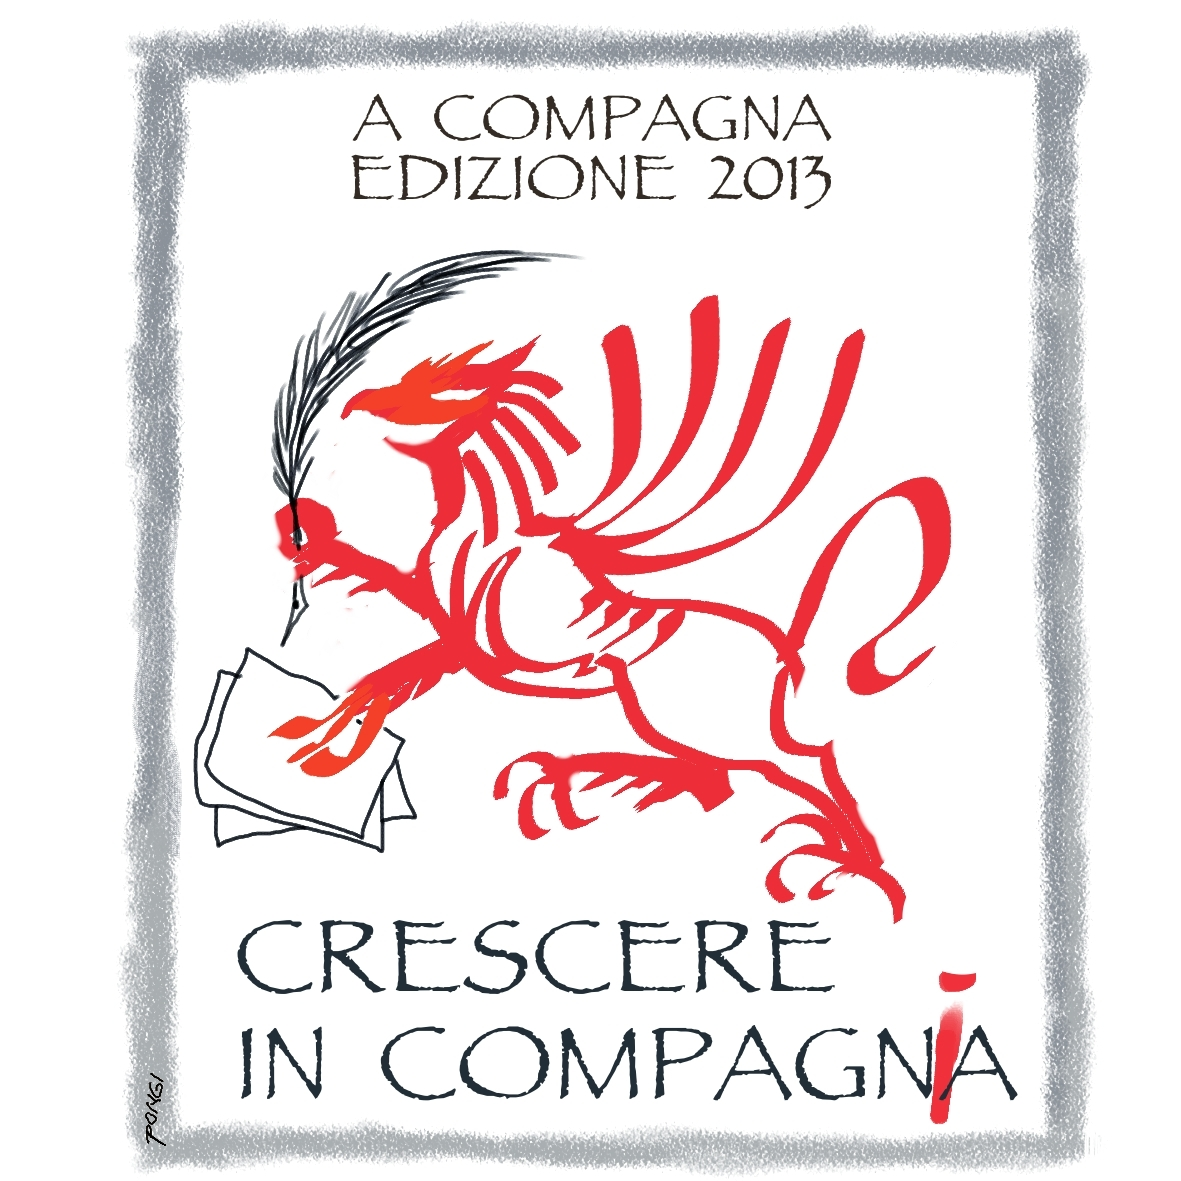 A COMPAGNA
EDIZIONE 2013
CRESCERE
IN COMPAGNiA
PONGI